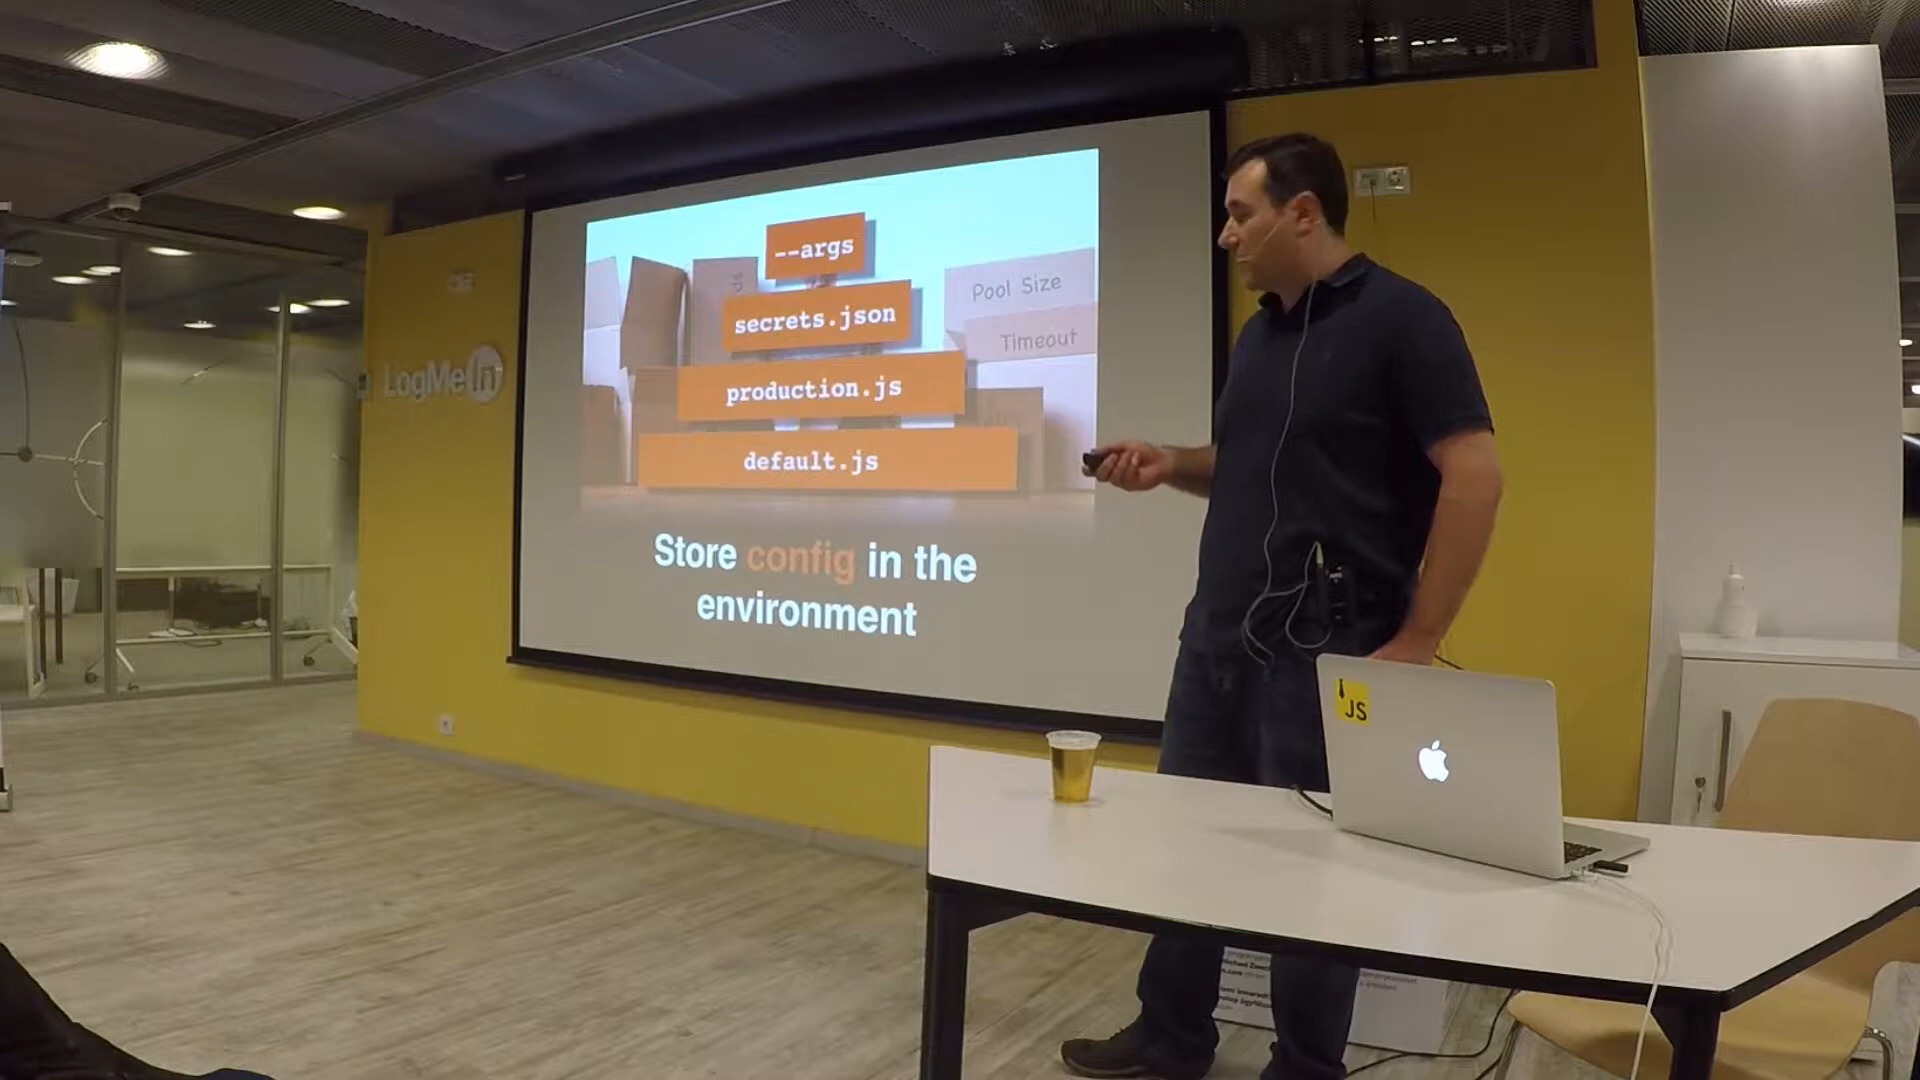 --args
secrets.json
production.js
default.js
Pool Size
Timeout
Store config in the
environment
LogMeIn
JS